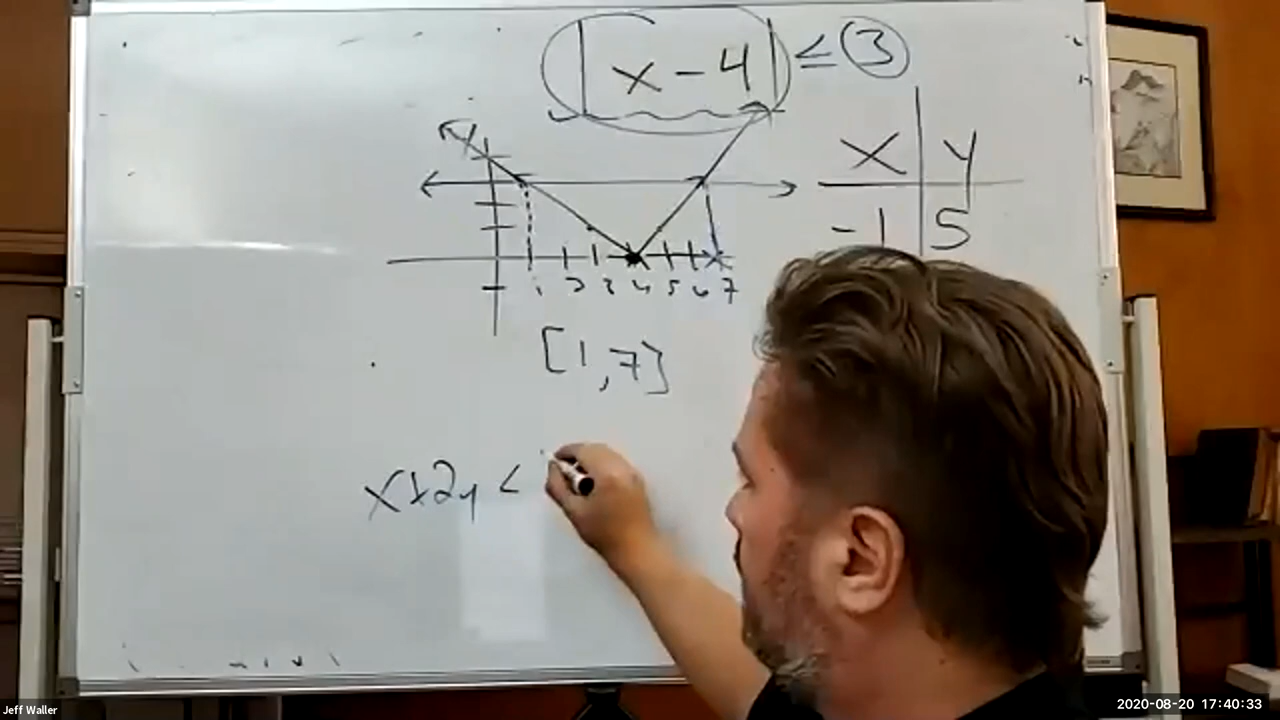 |x-4| ≤ 3
x y
-1 5
1 2 3 4 5 6 7
[1,7]
x+2y <
Jeff Waller
2020-08-20 17:40:33